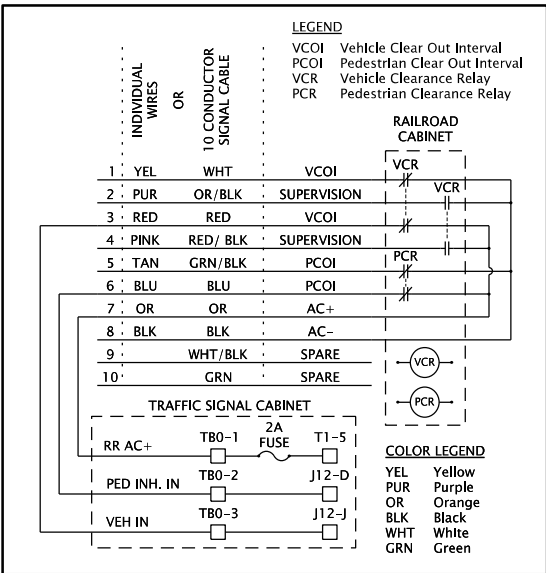 LEGEND
VCOI Vehicle Clear Out Interval
PCOI Pedestrian Clear Out Interval
VCR Vehicle Clearance Relay
PCR Pedestrian Clearance Relay
INDIVIDUAL WIRES
OR
10 CONDUCTOR SIGNAL CABLE
RAILROAD CABINET
VCR
VCR
1 YEL WHT VCOI
2 PUR OR/BLK SUPERVISION
3 RED RED VCOI
4 PINK RED/ BLK SUPERVISION
5 TAN GRN/BLK PCOI
PCR
6 BLU BLU PCOI
7 OR OR AC+
8 BLK BLK AC-
9 WHT/BLK SPARE
10 GRN SPARE
VCR
PCR
TRAFFIC SIGNAL CABINET
RR AC+ TB0-1 2A FUSE T1-5
PED INH. IN TB0-2 J12-D
VEH IN TB0-3 J12-J
COLOR LEGEND
YEL Yellow
PUR Purple
OR Orange
BLK Black
WHT White
GRN Green